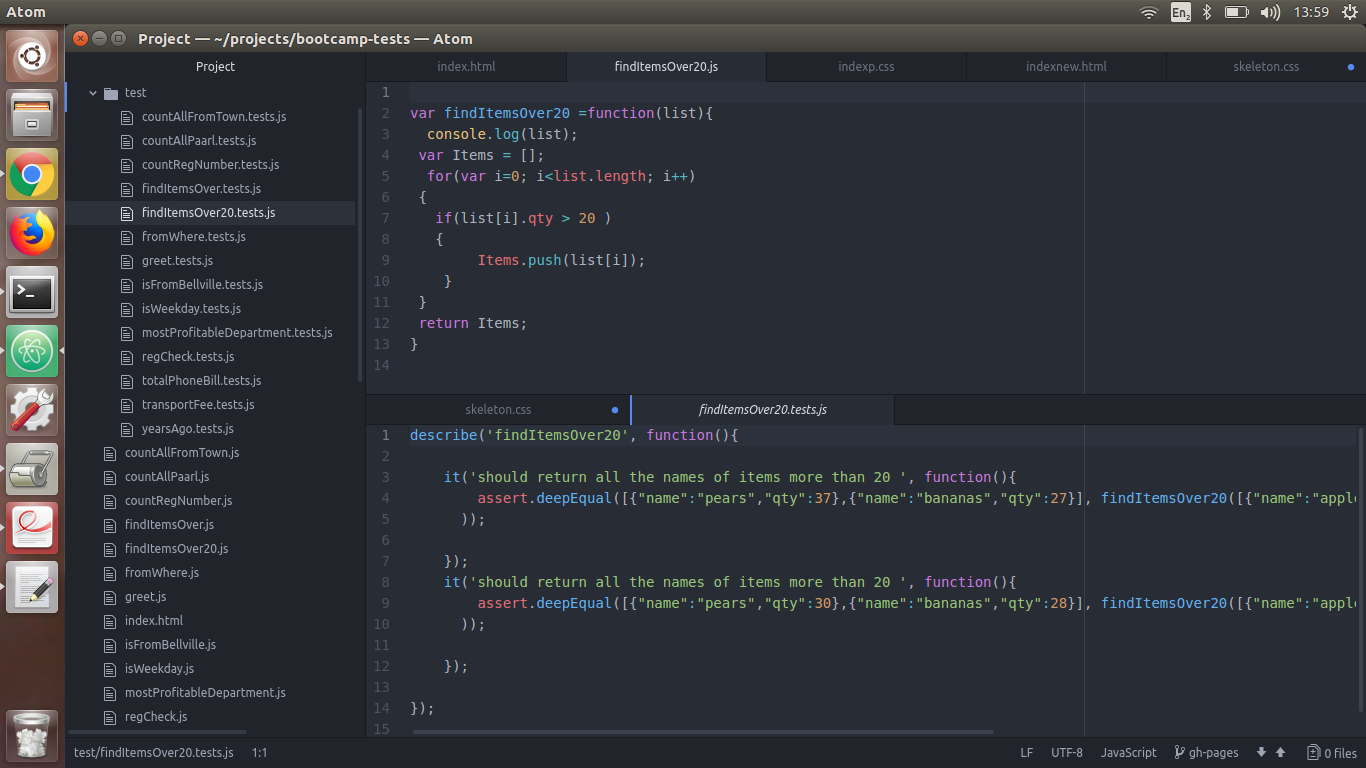 Atom
En2
13:59
Project — ~/projects/bootcamp-tests — Atom
Project
test
countAllFromTown.tests.js
countAllPaarl.tests.js
countRegNumber.tests.js
findItemsOver.tests.js
findItemsOver20.tests.js
fromWhere.tests.js
greet.tests.js
isFromBellville.tests.js
isWeekday.tests.js
mostProfitableDepartment.tests.js
regCheck.tests.js
totalPhoneBill.tests.js
transportFee.tests.js
yearsAgo.tests.js
countAllFromTown.js
countAllPaarl.js
countRegNumber.js
findItemsOver.js
findItemsOver20.js
fromWhere.js
greet.js
index.html
isFromBellville.js
isWeekday.js
mostProfitableDepartment.js
regCheck.js
index.html findItemsOver20.js indexp.css indexnew.html skeleton.css
1
2 var findItemsOver20 =function(list){
3 console.log(list);
4 var Items = [];
5 for(var i=0; i<list.length; i++)
6 {
7 if(list[i].qty > 20 )
8 {
9 Items.push(list[i]);
10 }
11 }
12 return Items;
13 }
14
skeleton.css findItemsOver20.tests.js
1 describe('findItemsOver20', function(){
2
3 it('should return all the names of items more than 20 ', function(){
4 assert.deepEqual([{"name":"pears","qty":37},{"name":"bananas","qty":27}], findItemsOver20([{"name":"appl
5 ));
6
7 });
8 it('should return all the names of items more than 20 ', function(){
9 assert.deepEqual([{"name":"pears","qty":30},{"name":"bananas","qty":28}], findItemsOver20([{"name":"appl
10 ));
11
12 });
13
14 });
15
test/findItemsOver20.tests.js 1:1 LF UTF-8 JavaScript gh-pages 0 files